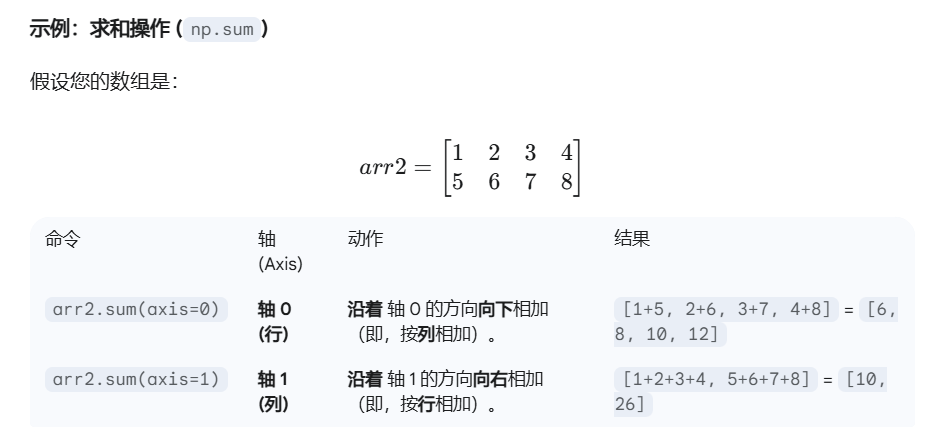 示例：求和操作 (np.sum)
假设您的数组是：
arr2 = [1 2 3 4
5 6 7 8]
命令 轴 (Axis) 动作 结果
arr2.sum(axis=0) 轴 0 (行) 沿着 轴 0 的方向向下相加（即，按列相加）。 [1+5, 2+6, 3+7, 4+8] = [6, 8, 10, 12]
arr2.sum(axis=1) 轴 1 (列) 沿着 轴 1 的方向向右相加（即，按行相加）。 [1+2+3+4, 5+6+7+8] = [10, 26]